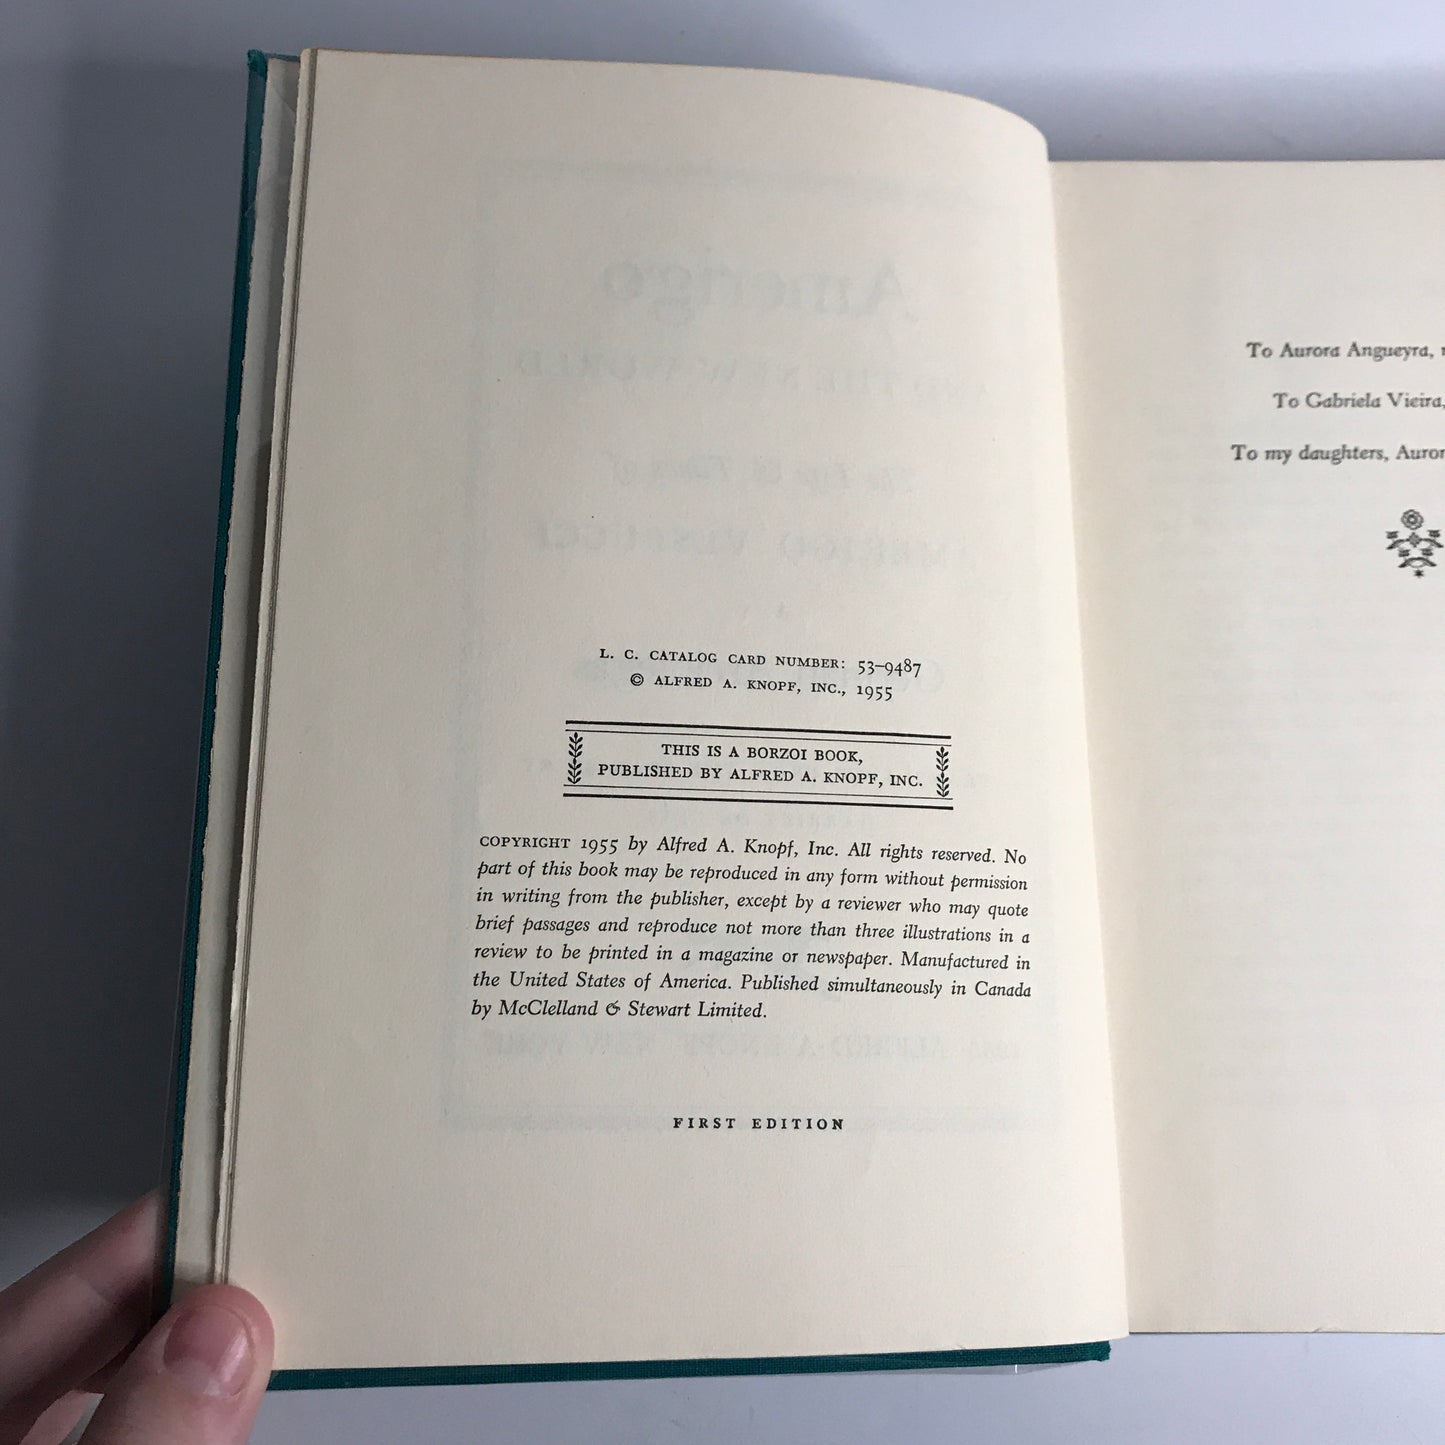 L. C. CATALOG CARD NUMBER: 53–9487
© ALFRED A. KNOPF, INC., 1955
THIS IS A BORZOI BOOK,
PUBLISHED BY ALFRED A. KNOPF, INC.
COPYRIGHT 1955 by Alfred A. Knopf, Inc. All rights reserved. No
part of this book may be reproduced in any form without permission
in writing from the publisher, except by a reviewer who may quote
brief passages and reproduce not more than three illustrations in a
review to be printed in a magazine or newspaper. Manufactured in
the United States of America. Published simultaneously in Canada
by McClelland & Stewart Limited.
FIRST EDITION
To Aurora Angueyra,
To Gabriela Vieira,
To my daughters,